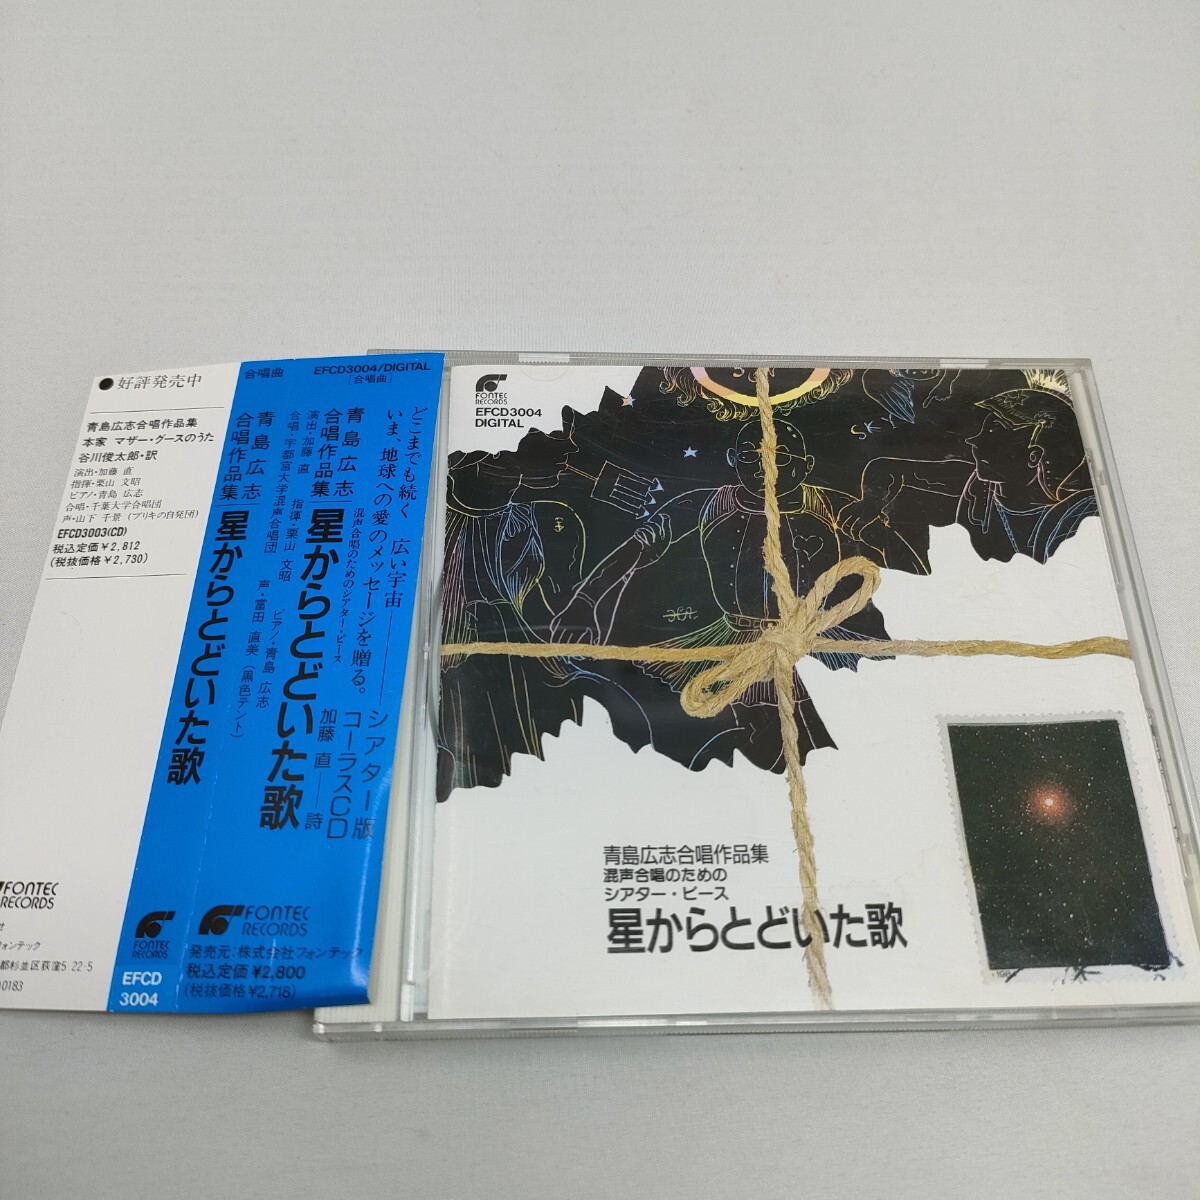 ●好評発売中
青島広志合唱作品集
本家 マザー・グースのうた
谷川俊太郎・訳
演出・加藤 直
指揮・栗山 文昭
ピアノ・青島 広志
合唱・千葉大学合唱団
声・山下 千景(ブリキの自発団)
EFCD3003(CD)
税込定価¥2,812
(税抜価格¥2,730)
FONTEC
RECORDS
フォンテック
都杉並区荻窪5-22-5
0183
合唱曲
青島広志
合唱作品集
星からとどいた歌
FONTEC
RECORDS
EFCD
3004
EFCD3004/DIGITAL
[合唱曲]
どこまでも続く 広い宇宙――シアター版
いま、地球への愛のメッセージを贈る。 コーラスCD
青島広志
合唱作品集
混声合唱のためのシアター・ピース
星からとどいた歌
加藤 直――詩
演出・加藤 直 指揮・栗山 文昭 ピアノ・青島 広志
合唱・宇都宮大学混声合唱団 声・富田 直美(黒色テント)
FONTEC
RECORDS
発売元:株式会社フォンテック
税込定価¥2,800
(税抜価格¥2,718)
FONTEC
RECORDS
EFCD3004
DIGITAL
青島広志合唱作品集
混声合唱のための
シアター・ピース
星からとどいた歌